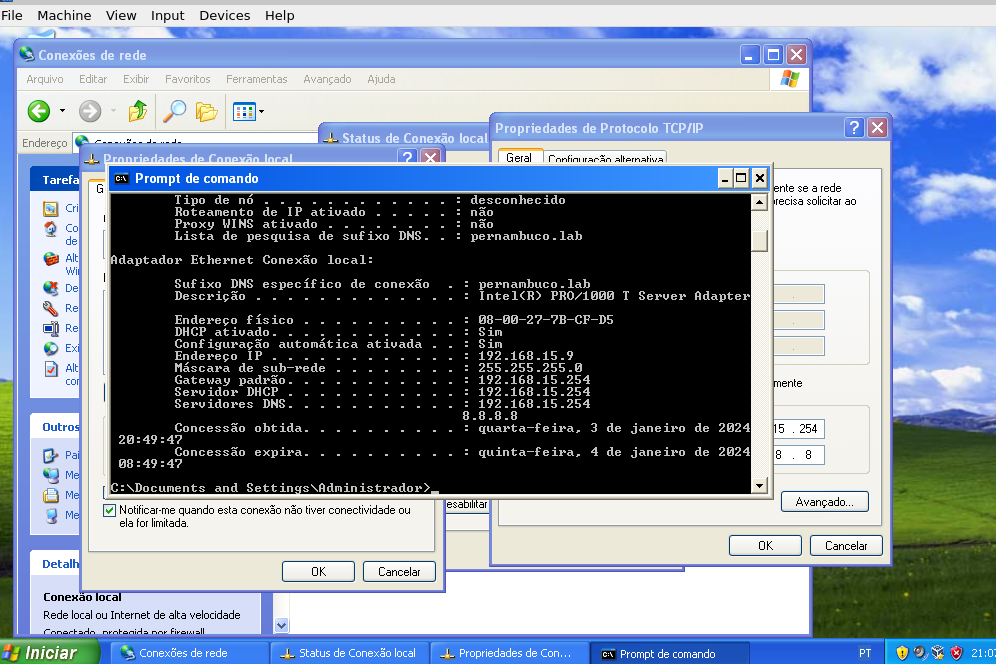 File Machine View Input Devices Help
Conexões de rede
Arquivo Editar Exibir Favoritos Ferramentas Avançado Ajuda
Endereço
Status de Conexão local
Propriedades de Protocolo TCP/IP
Propriedades de Conexão local
Geral Configuração alternativa
Prompt de comando
Tipo de nó . . . . . . . . . . . . : desconhecido
Roteamento de IP ativado . . . . . : não
Proxy WINS ativado . . . . . . . . : não
Lista de pesquisa de sufixo DNS. . : pernambuco.lab
Adaptador Ethernet Conexão local:
Sufixo DNS específico de conexão . : pernambuco.lab
Descrição . . . . . . . . . . . . . : Intel(R) PRO/1000 T Server Adapter
Endereço físico . . . . . . . . . . : 08-00-27-7B-CF-D5
DHCP ativado. . . . . . . . . . . . : Sim
Configuração automática ativada . . : Sim
Endereço IP . . . . . . . . . . . . : 192.168.15.9
Máscara de sub-rede . . . . . . . . : 255.255.255.0
Gateway padrão. . . . . . . . . . . : 192.168.15.254
Servidor DHCP . . . . . . . . . . . : 192.168.15.254
Servidores DNS. . . . . . . . . . . : 192.168.15.254
8.8.8.8
Concessão obtida. . . . . . . . . . : quarta-feira, 3 de janeiro de 2024
20:49:47
Concessão expira. . . . . . . . . . : quinta-feira, 4 de janeiro de 2024
08:49:47
C:\Documents and Settings\Administrador>
ente se a rede
recisa solicitar ao
mente
15 . 254
8 . 8
Avançado...
OK Cancelar
Tarefa
Cri
Co
de
Alt
Wi
De
Re
Re
Exi
Alt
con
Outros
Pai
Me
Me
Me
esabilitar
Notificar-me quando esta conexão não tiver conectividade ou
ela for limitada.
OK Cancelar
Detalh
Conexão local
Rede local ou Internet de alta velocidade
Conectado, protegida por firewall
Iniciar Conexões de rede Status de Conexão local Propriedades de Con... Prompt de comando PT 21:0